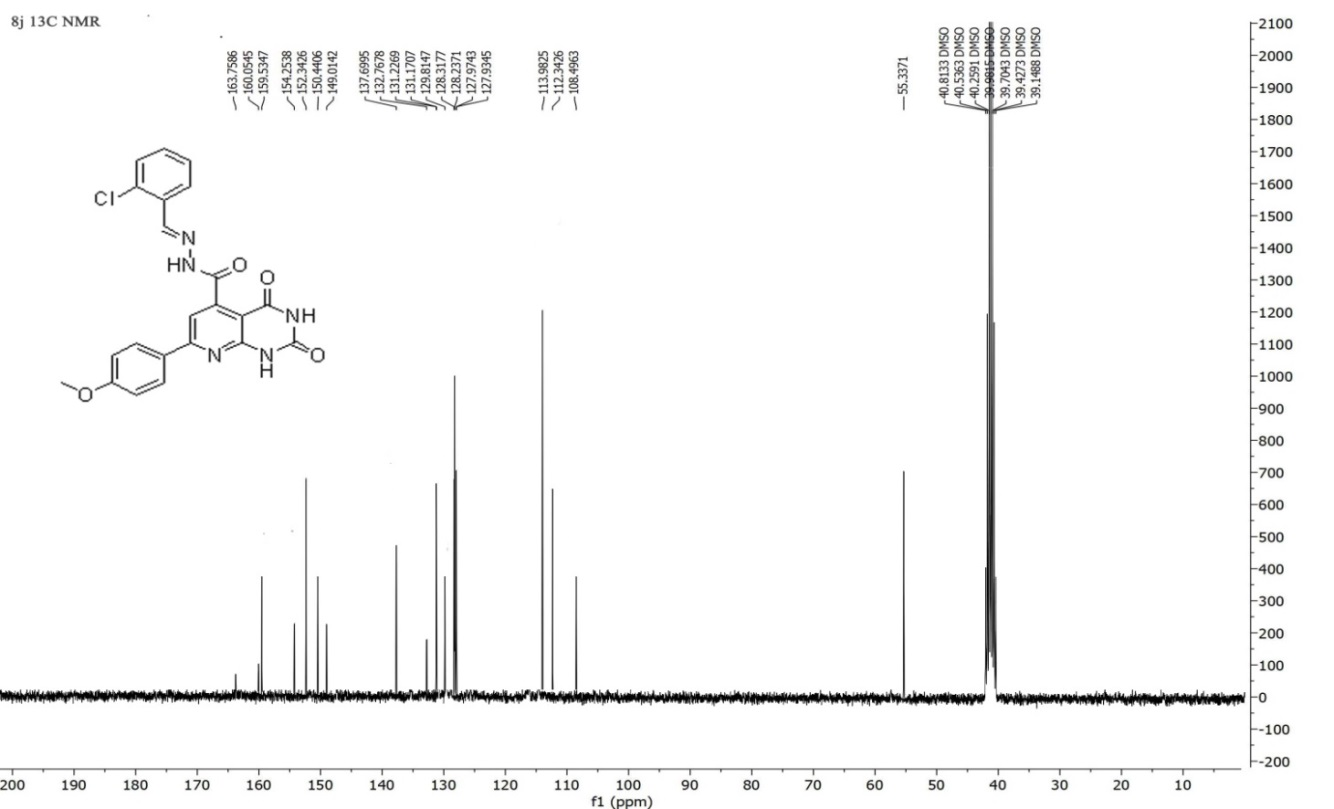 8j 13C NMR
163.7586
160.0545
159.5347
154.2538
152.3426
150.4406
149.0142
137.6995
132.7678
131.2269
131.1707
129.8147
128.3177
128.2371
127.9743
127.9345
113.9825
112.3426
108.4963
55.3371
40.8133 DMSO
40.5363 DMSO
40.2591 DMSO
39.9815 DMSO
39.7043 DMSO
39.4273 DMSO
39.1488 DMSO
2100
2000
1900
1800
1700
1600
1500
1400
1300
1200
1100
1000
900
800
700
600
500
400
300
200
100
0
-100
-200
Cl
N
HN
O
O
NH
N
N
H
O
O
200 190 180 170 160 150 140 130 120 110 100 90 80 70 60 50 40 30 20 10
f1 (ppm)